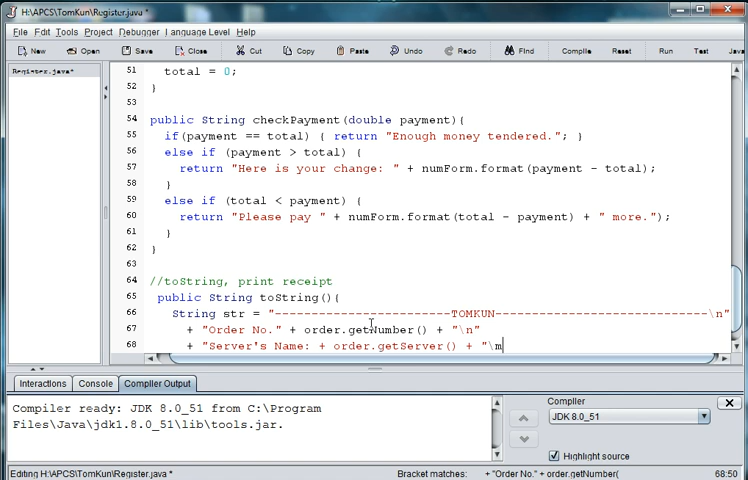 H:\APCS\TomKun\Register.java *
File Edit Tools Project Debugger Language Level Help
New Open Save Close Cut Copy Paste Undo Redo Find Compile Reset Run Test Java
Register.java*
51 total = 0;
52 }
53
54 public String checkPayment(double payment){
55 if(payment == total) { return "Enough money tendered."; }
56 else if (payment > total) {
57 return "Here is your change: " + numForm.format(payment - total);
58 }
59 else if (total < payment) {
60 return "Please pay " + numForm.format(total - payment) + " more.");
61 }
62 }
63
64 //toString, print receipt
65 public String toString(){
66 String str = "------------------------TOMKUN-----------------------------\n"
67 + "Order No." + order.getNumber() + "\n"
68 + "Server's Name: + order.getServer() + "\m
Interactions Console Compiler Output
Compiler ready: JDK 8.0_51 from C:\Program
Files\Java\jdk1.8.0_51\lib\tools.jar.
Compiler
JDK 8.0_51
Highlight source
Editing H:\APCS\TomKun\Register.java * Bracket matches: + "Order No." + order.getNumber( 68:50